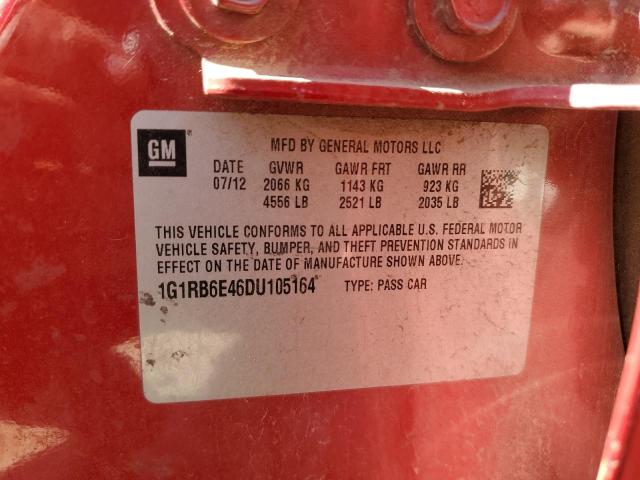 GM
MFD BY GENERAL MOTORS LLC
DATE GVWR GAWR FRT GAWR RR
07/12 2066 KG 1143 KG 923 KG
4556 LB 2521 LB 2035 LB
THIS VEHICLE CONFORMS TO ALL APPLICABLE U.S. FEDERAL MOTOR
VEHICLE SAFETY, BUMPER, AND THEFT PREVENTION STANDARDS IN
EFFECT ON THE DATE OF MANUFACTURE SHOWN ABOVE.
1G1RB6E46DU105164 TYPE: PASS CAR